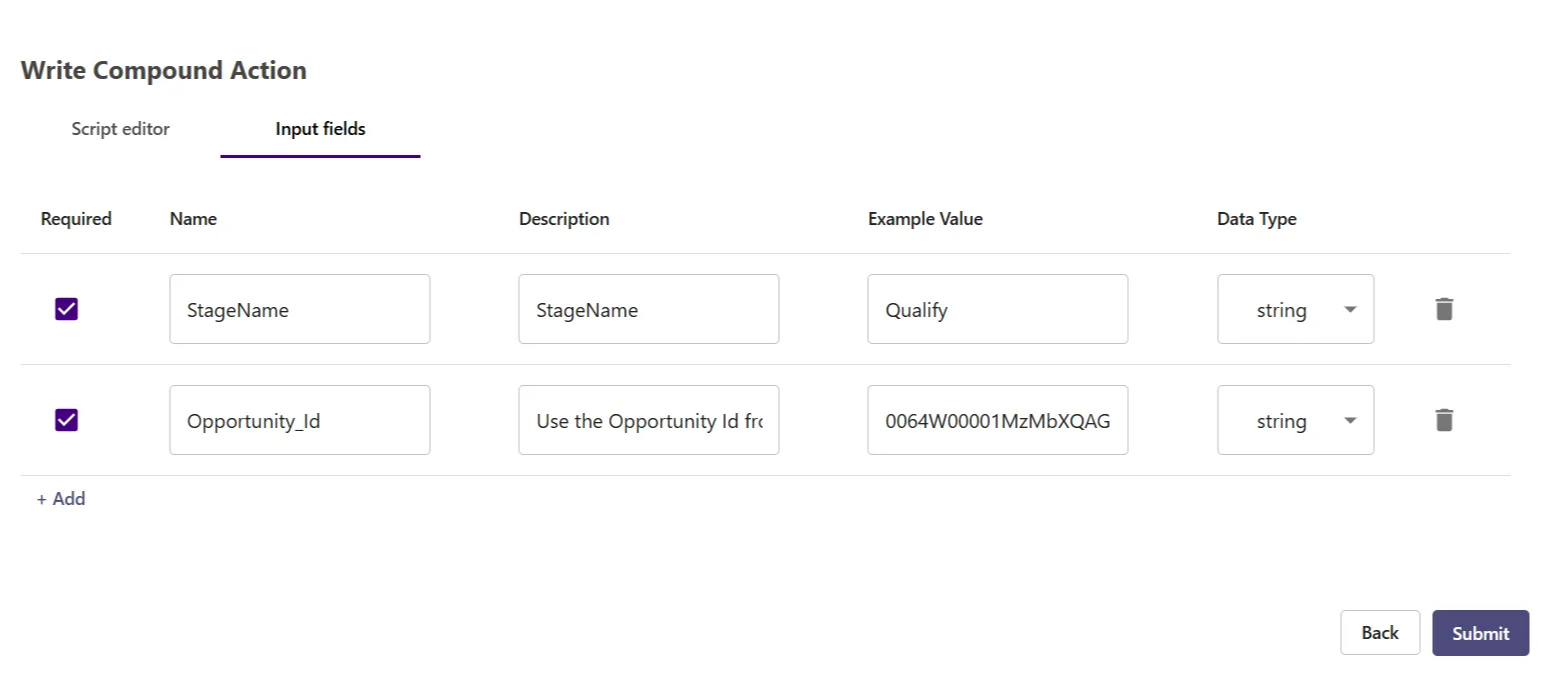 Write Compound Action
Script editor Input fields
Required Name Description Example Value Data Type
StageName StageName Qualify string
Opportunity_Id Use the Opportunity Id 0064W00001MzMbXQAG string
+ Add
Back Submit